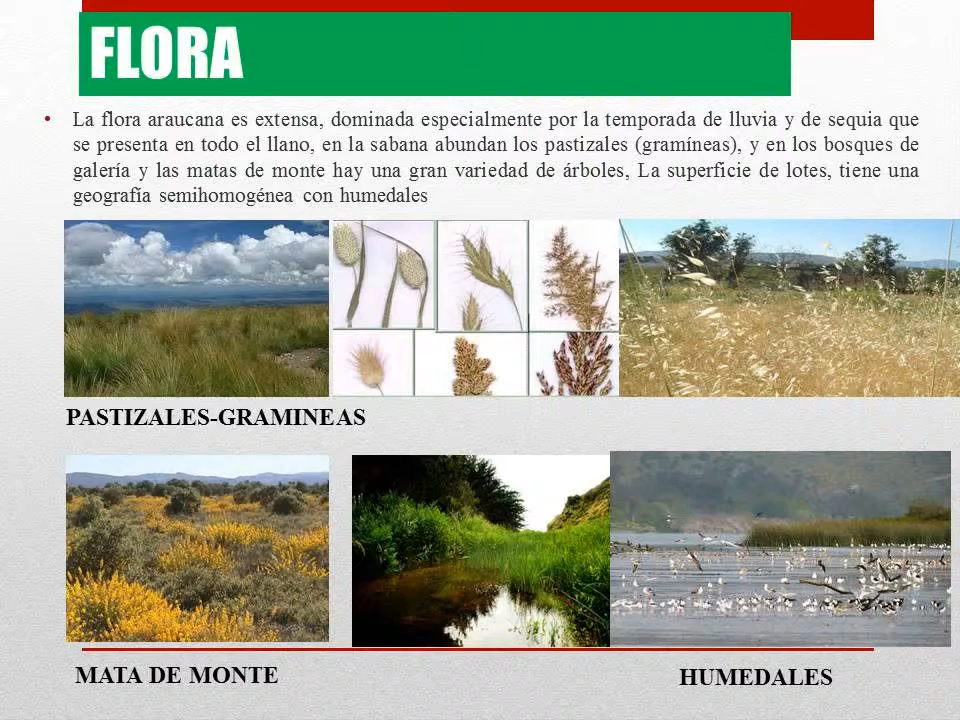 FLORA
• La flora araucana es extensa, dominada especialmente por la temporada de lluvia y de sequia que
se presenta en todo el llano, en la sabana abundan los pastizales (gramíneas), y en los bosques de
galería y las matas de monte hay una gran variedad de árboles, La superficie de lotes, tiene una
geografía semihomogénea con humedales
PASTIZALES-GRAMINEAS
MATA DE MONTE
HUMEDALES